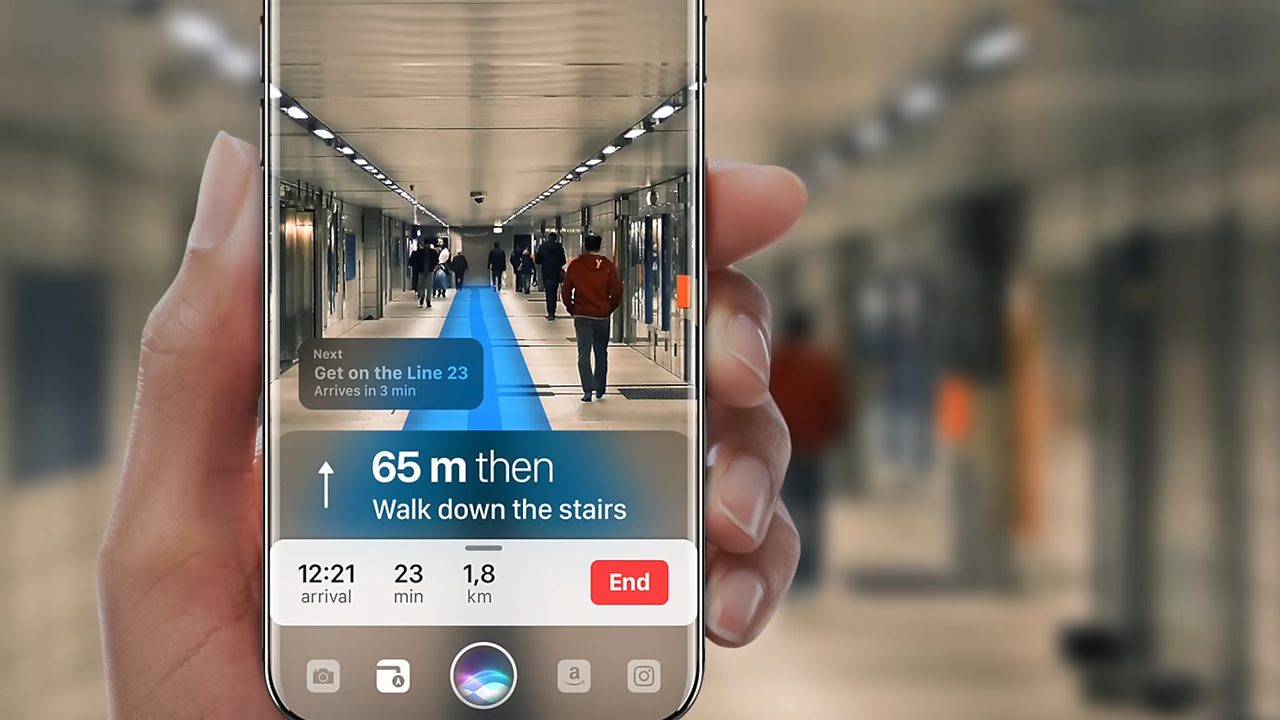 Next
Get on the Line 23
Arrives in 3 min
65 m then
Walk down the stairs
12:21
arrival
23
min
1,8
km
End
a